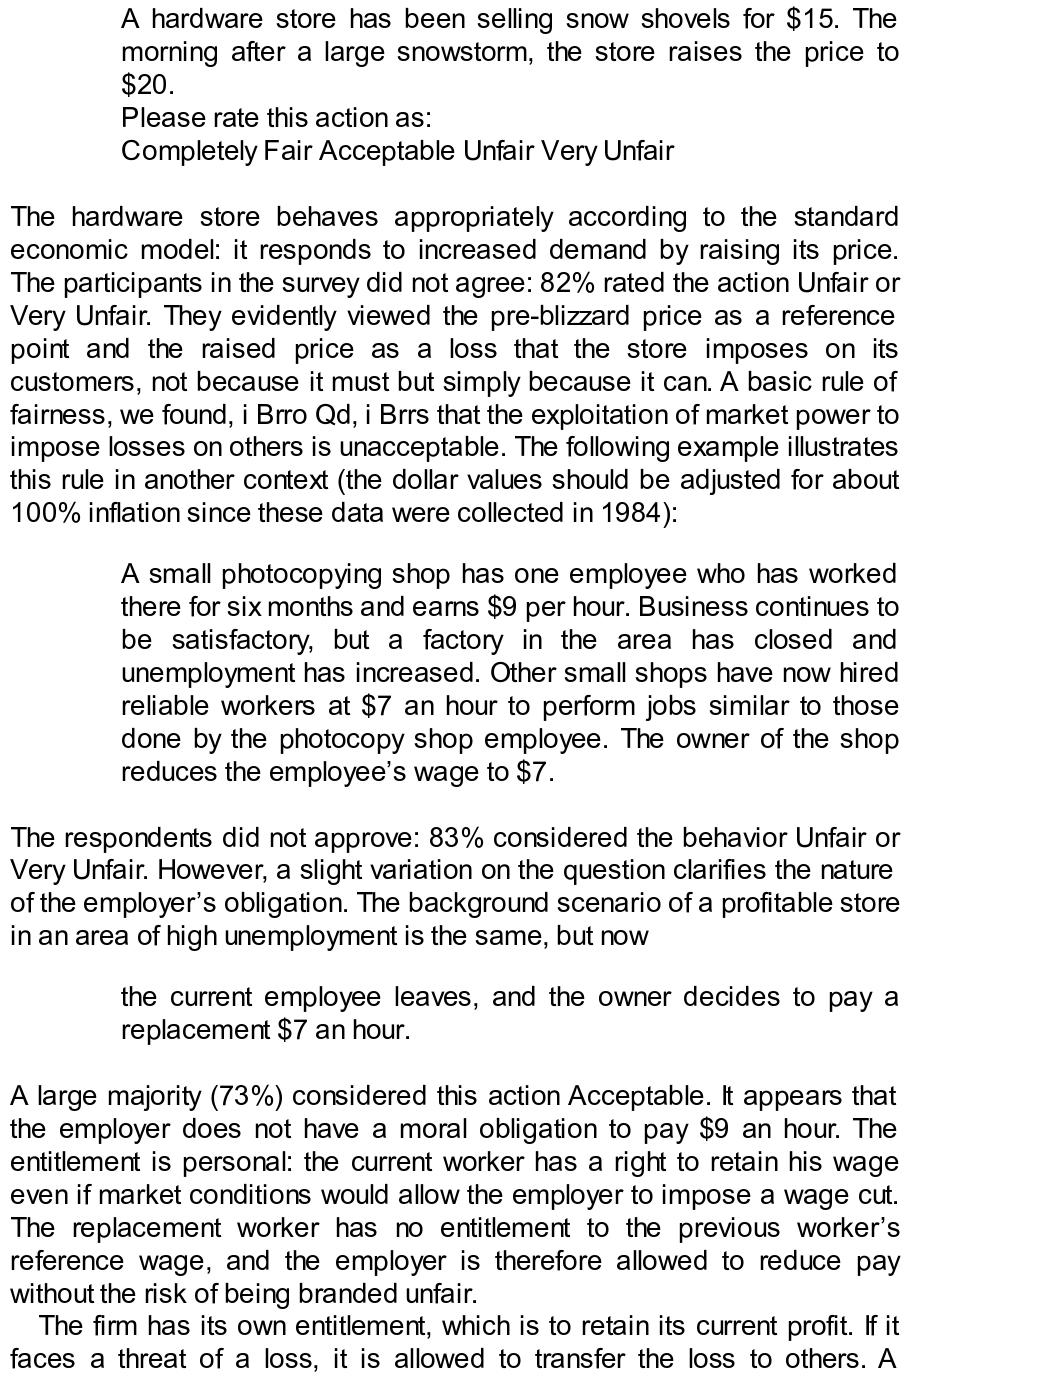 A hardware store has been selling snow shovels for $15. The
morning after a large snowstorm, the store raises the price to
$20.
Please rate this action as:
Completely Fair Acceptable Unfair Very Unfair
The hardware store behaves appropriately according to the standard
economic model: it responds to increased demand by raising its price.
The participants in the survey did not agree: 82% rated the action Unfair or
Very Unfair. They evidently viewed the pre-blizzard price as a reference
point and the raised price as a loss that the store imposes on its
customers, not because it must but simply because it can. A basic rule of
fairness, we found, i Brro Qd, i Brrs that the exploitation of market power to
impose losses on others is unacceptable. The following example illustrates
this rule in another context (the dollar values should be adjusted for about
100% inflation since these data were collected in 1984):
A small photocopying shop has one employee who has worked
there for six months and earns $9 per hour. Business continues to
be satisfactory, but a factory in the area has closed and
unemployment has increased. Other small shops have now hired
reliable workers at $7 an hour to perform jobs similar to those
done by the photocopy shop employee. The owner of the shop
reduces the employee’s wage to $7.
The respondents did not approve: 83% considered the behavior Unfair or
Very Unfair. However, a slight variation on the question clarifies the nature
of the employer’s obligation. The background scenario of a profitable store
in an area of high unemployment is the same, but now
the current employee leaves, and the owner decides to pay a
replacement $7 an hour.
A large majority (73%) considered this action Acceptable. It appears that
the employer does not have a moral obligation to pay $9 an hour. The
entitlement is personal: the current worker has a right to retain his wage
even if market conditions would allow the employer to impose a wage cut.
The replacement worker has no entitlement to the previous worker’s
reference wage, and the employer is therefore allowed to reduce pay
without the risk of being branded unfair.
The firm has its own entitlement, which is to retain its current profit. If it
faces a threat of a loss, it is allowed to transfer the loss to others. A